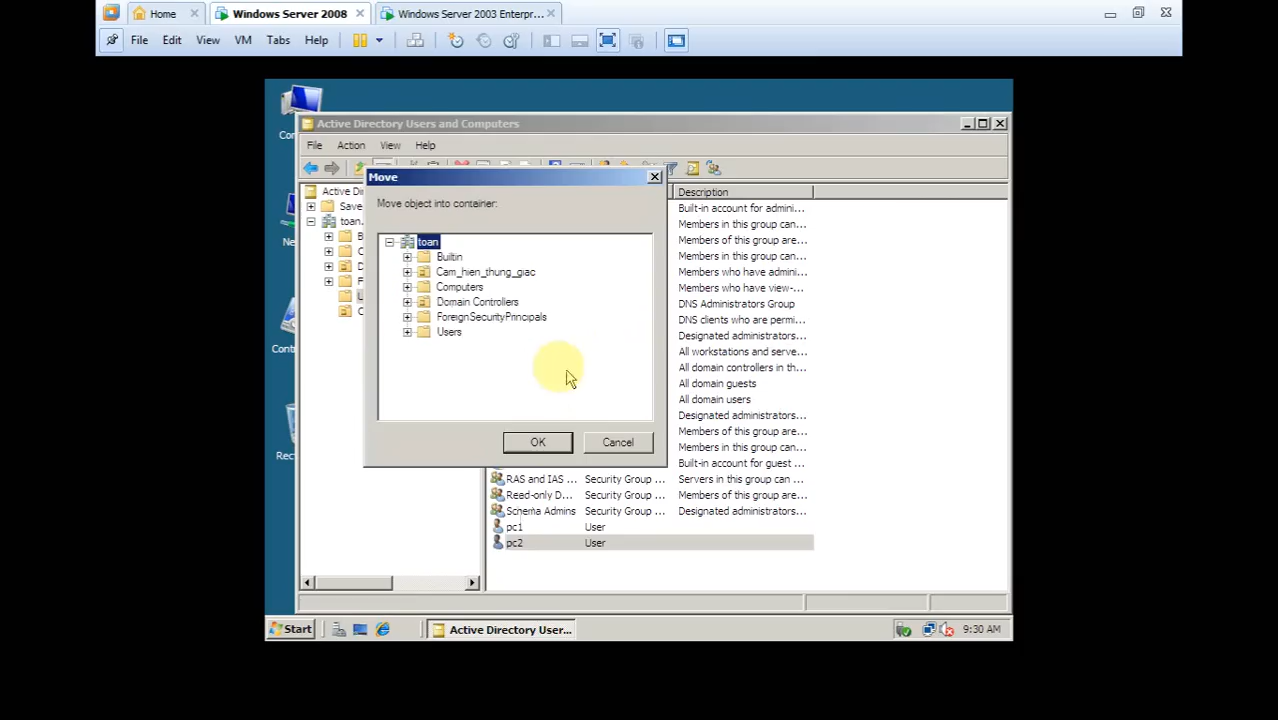 Home
Windows Server 2008
Windows Server 2003 Enterpr...
File Edit View VM Tabs Help
Active Directory Users and Computers
File Action View Help
Move
Move object into container:
toan
Builtin
Cam_hien_thung_giac
Computers
Domain Controllers
ForeignSecurityPrincipals
Users
OK
Cancel
Active Di
Save
toan.
Description
Built-in account for admini...
Members in this group can...
Members of this group are...
Members in this group can...
Members who have admini...
Members who have view-...
DNS Administrators Group
DNS clients who are permi...
Designated administrators...
All workstations and serve...
All domain controllers in th...
All domain guests
All domain users
Designated administrators...
Members of this group are...
Members in this group can...
Built-in account for guest ...
RAS and IAS ... Security Group ... Servers in this group can ...
Read-only D... Security Group ... Members of this group are...
Schema Admins Security Group ... Designated administrators...
pc1 User
pc2 User
Start
Active Directory User...
9:30 AM